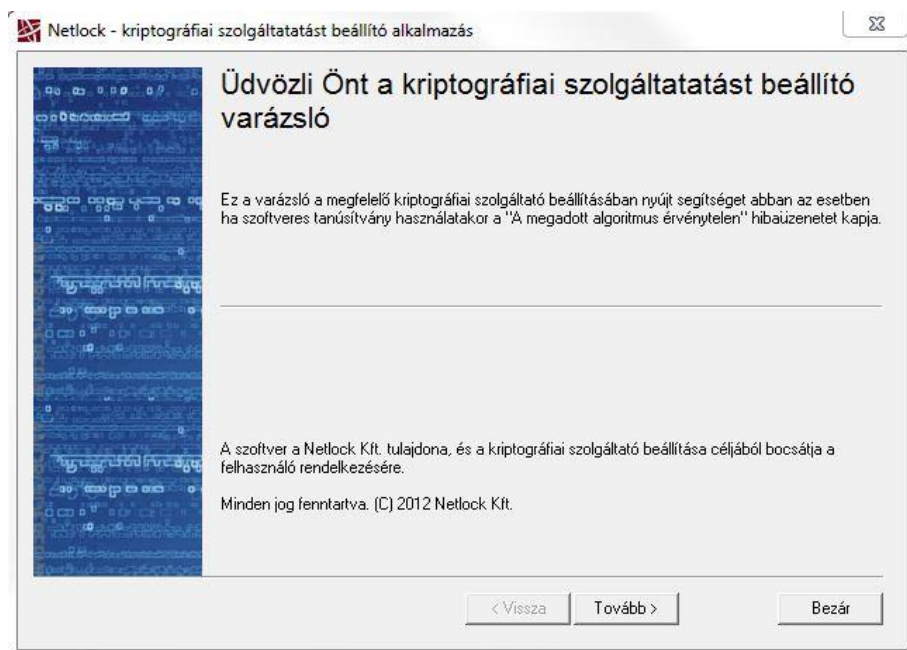 Netlock - kriptográfiai szolgáltatatást beállító alkalmazás
Üdvözli Önt a kriptográfiai szolgáltatatást beállító
varázsló
Ez a varázsló a megfelelő kriptográfiai szolgáltató beállításában nyújt segítséget abban az esetben
ha szoftveres tanúsítvány használatakor a "A megadott algoritmus érvénytelen" hibaüzenetet kapja.
A szoftver a Netlock Kft. tulajdona, és a kriptográfiai szolgáltató beállítása céljából bocsátja a
felhasználó rendelkezésére.
Minden jog fenntartva. (C) 2012 Netlock Kft.
< Vissza Tovább > Bezár